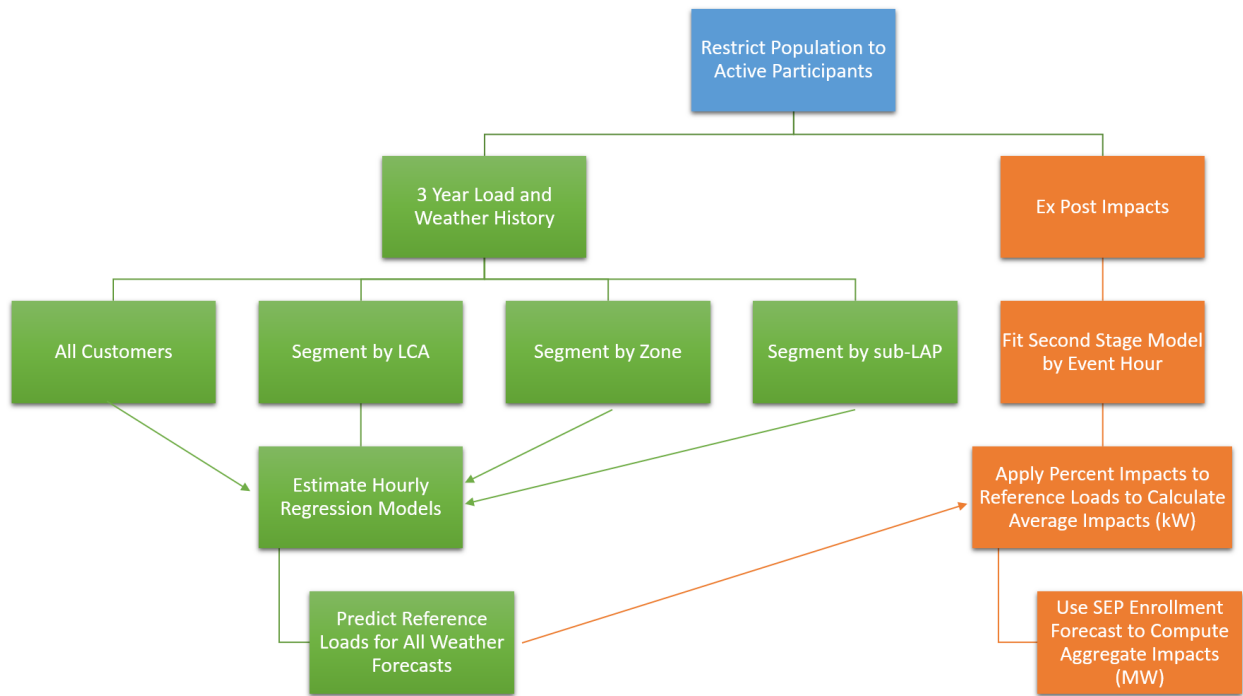 Restrict Population to
Active Participants
3 Year Load and
Weather History
Ex Post Impacts
All Customers
Segment by LCA
Segment by Zone
Segment by sub-LAP
Fit Second Stage Model
by Event Hour
Estimate Hourly
Regression Models
Apply Percent Impacts to
Reference Loads to Calculate
Average Impacts (kW)
Predict Reference
Loads for All Weather
Forecasts
Use SEP Enrollment
Forecast to Compute
Aggregate Impacts
(MW)